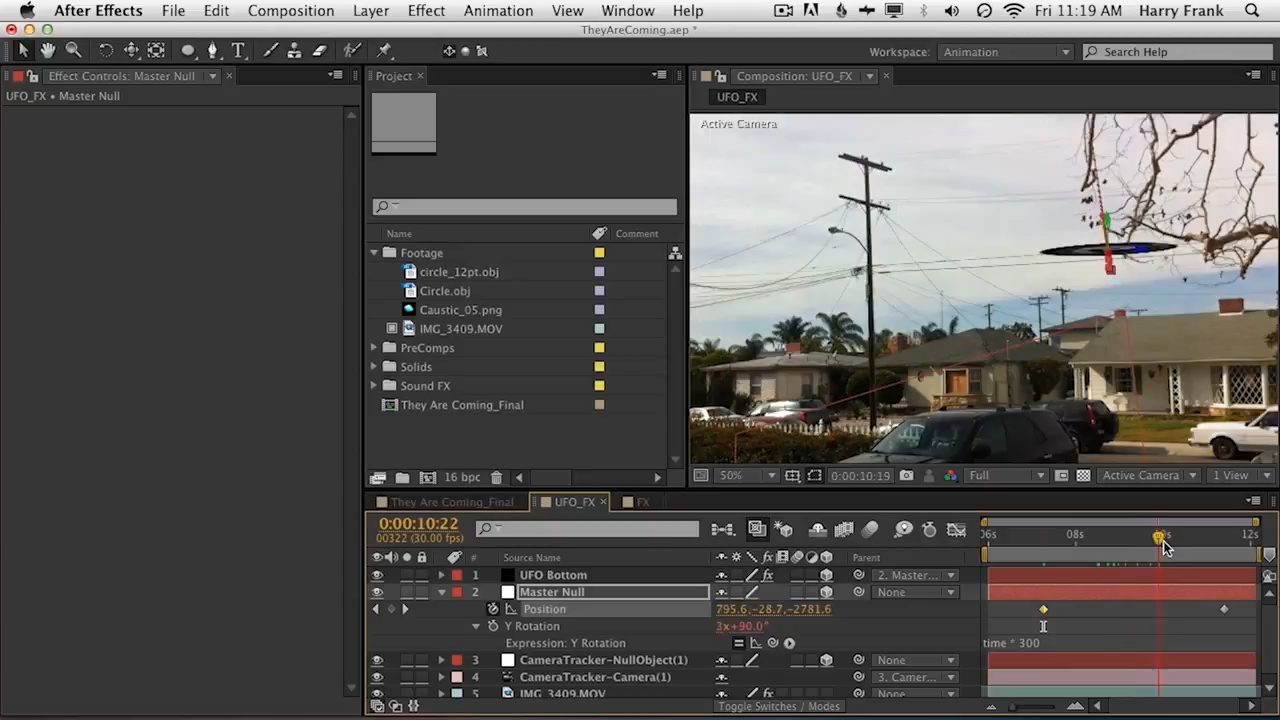 After Effects File Edit Composition Layer Effect Animation View Window Help Fri 11:19 AM Harry Frank
TheyAreComing.aep *
Workspace: Animation Search Help
Effect Controls: Master Null
Project
Composition: UFO_FX
UFO_FX • Master Null
UFO_FX
Active Camera
Name Comment
Footage
circle_12pt.obj
Circle.obj
Caustic_05.png
IMG_3409.MOV
PreComps
Solids
Sound FX
They Are Coming_Final
16 bpc
50% 0:00:10:19 Full Active Camera 1 View
They Are Coming_Final UFO_FX FX
0:00:10:22
00322 (30.00 fps)
08s 12s
# Source Name Parent
1 UFO Bottom fx 2. Master...
2 Master Null None
Position 795.6,-28.7,-2781.6
Y Rotation 3x+90.0°
Expression: Y Rotation time * 300
3 CameraTracker-NullObject(1) None
4 CameraTracker-Camera(1) 3. Camer...
5 IMG_3409.MOV fx None
Toggle Switches / Modes